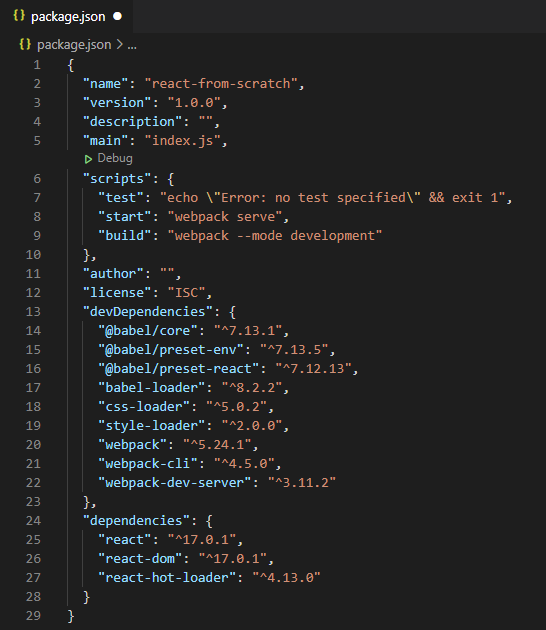 {} package.json ●
{} package.json > ...
1 {
2 "name": "react-from-scratch",
3 "version": "1.0.0",
4 "description": "",
5 "main": "index.js",
Debug
6 "scripts": {
7 "test": "echo \"Error: no test specified\" && exit 1",
8 "start": "webpack serve",
9 "build": "webpack --mode development"
10 },
11 "author": "",
12 "license": "ISC",
13 "devDependencies": {
14 "@babel/core": "^7.13.1",
15 "@babel/preset-env": "^7.13.5",
16 "@babel/preset-react": "^7.12.13",
17 "babel-loader": "^8.2.2",
18 "css-loader": "^5.0.2",
19 "style-loader": "^2.0.0",
20 "webpack": "^5.24.1",
21 "webpack-cli": "^4.5.0",
22 "webpack-dev-server": "^3.11.2"
23 },
24 "dependencies": {
25 "react": "^17.0.1",
26 "react-dom": "^17.0.1",
27 "react-hot-loader": "^4.13.0"
28 }
29 }